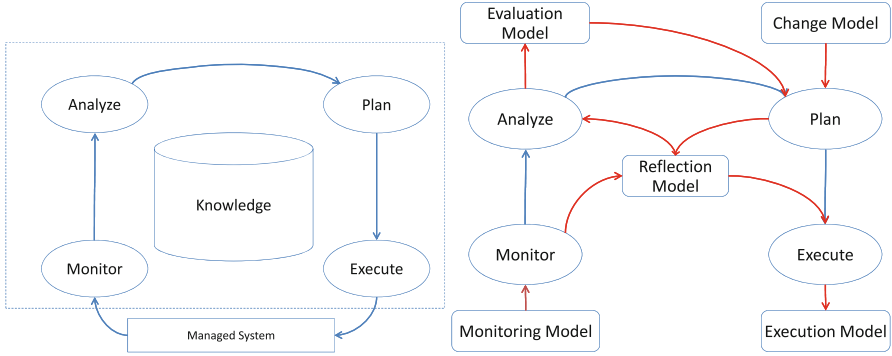 Analyze
Plan
Knowledge
Monitor
Execute
Managed System
Evaluation
Model
Change Model
Analyze
Plan
Reflection
Model
Monitor
Execute
Monitoring Model
Execution Model